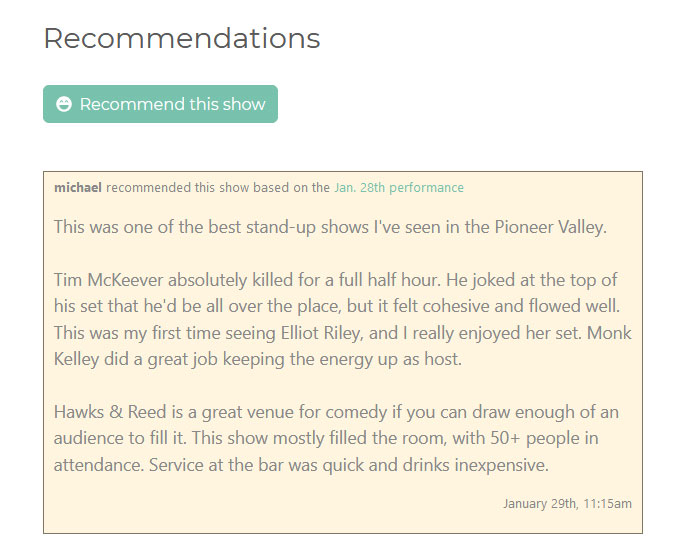 Recommendations
Recommend this show
michael recommended this show based on the Jan. 28th performance
This was one of the best stand-up shows I've seen in the Pioneer Valley.
Tim McKeever absolutely killed for a full half hour. He joked at the top of
his set that he'd be all over the place, but it felt cohesive and flowed well.
This was my first time seeing Elliot Riley, and I really enjoyed her set. Monk
Kelley did a great job keeping the energy up as host.
Hawks & Reed is a great venue for comedy if you can draw enough of an
audience to fill it. This show mostly filled the room, with 50+ people in
attendance. Service at the bar was quick and drinks inexpensive.
January 29th, 11:15am